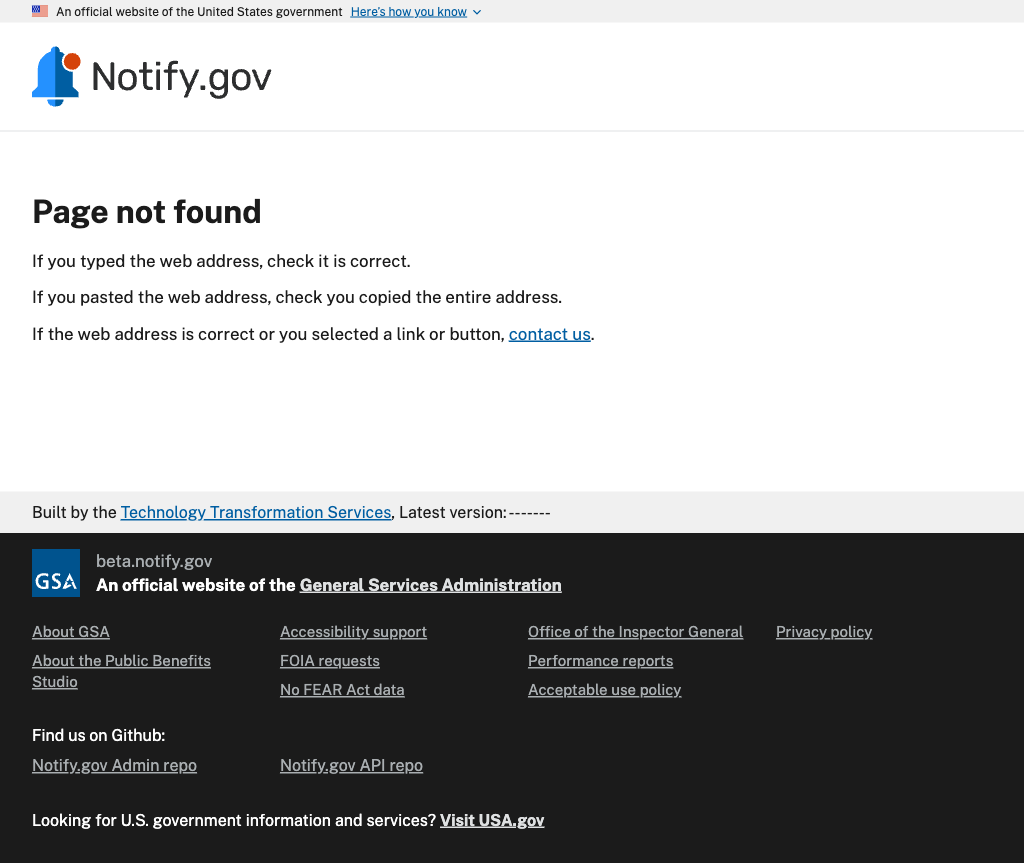 An official website of the United States government Here's how you know
Notify.gov
Page not found
If you typed the web address, check it is correct.
If you pasted the web address, check you copied the entire address.
If the web address is correct or you selected a link or button, contact us.
Built by the Technology Transformation Services, Latest version:-------
GSA
beta.notify.gov
An official website of the General Services Administration
About GSA
About the Public Benefits
Studio
Accessibility support
FOIA requests
No FEAR Act data
Office of the Inspector General
Performance reports
Acceptable use policy
Privacy policy
Find us on Github:
Notify.gov Admin repo
Notify.gov API repo
Looking for U.S. government information and services? Visit USA.gov